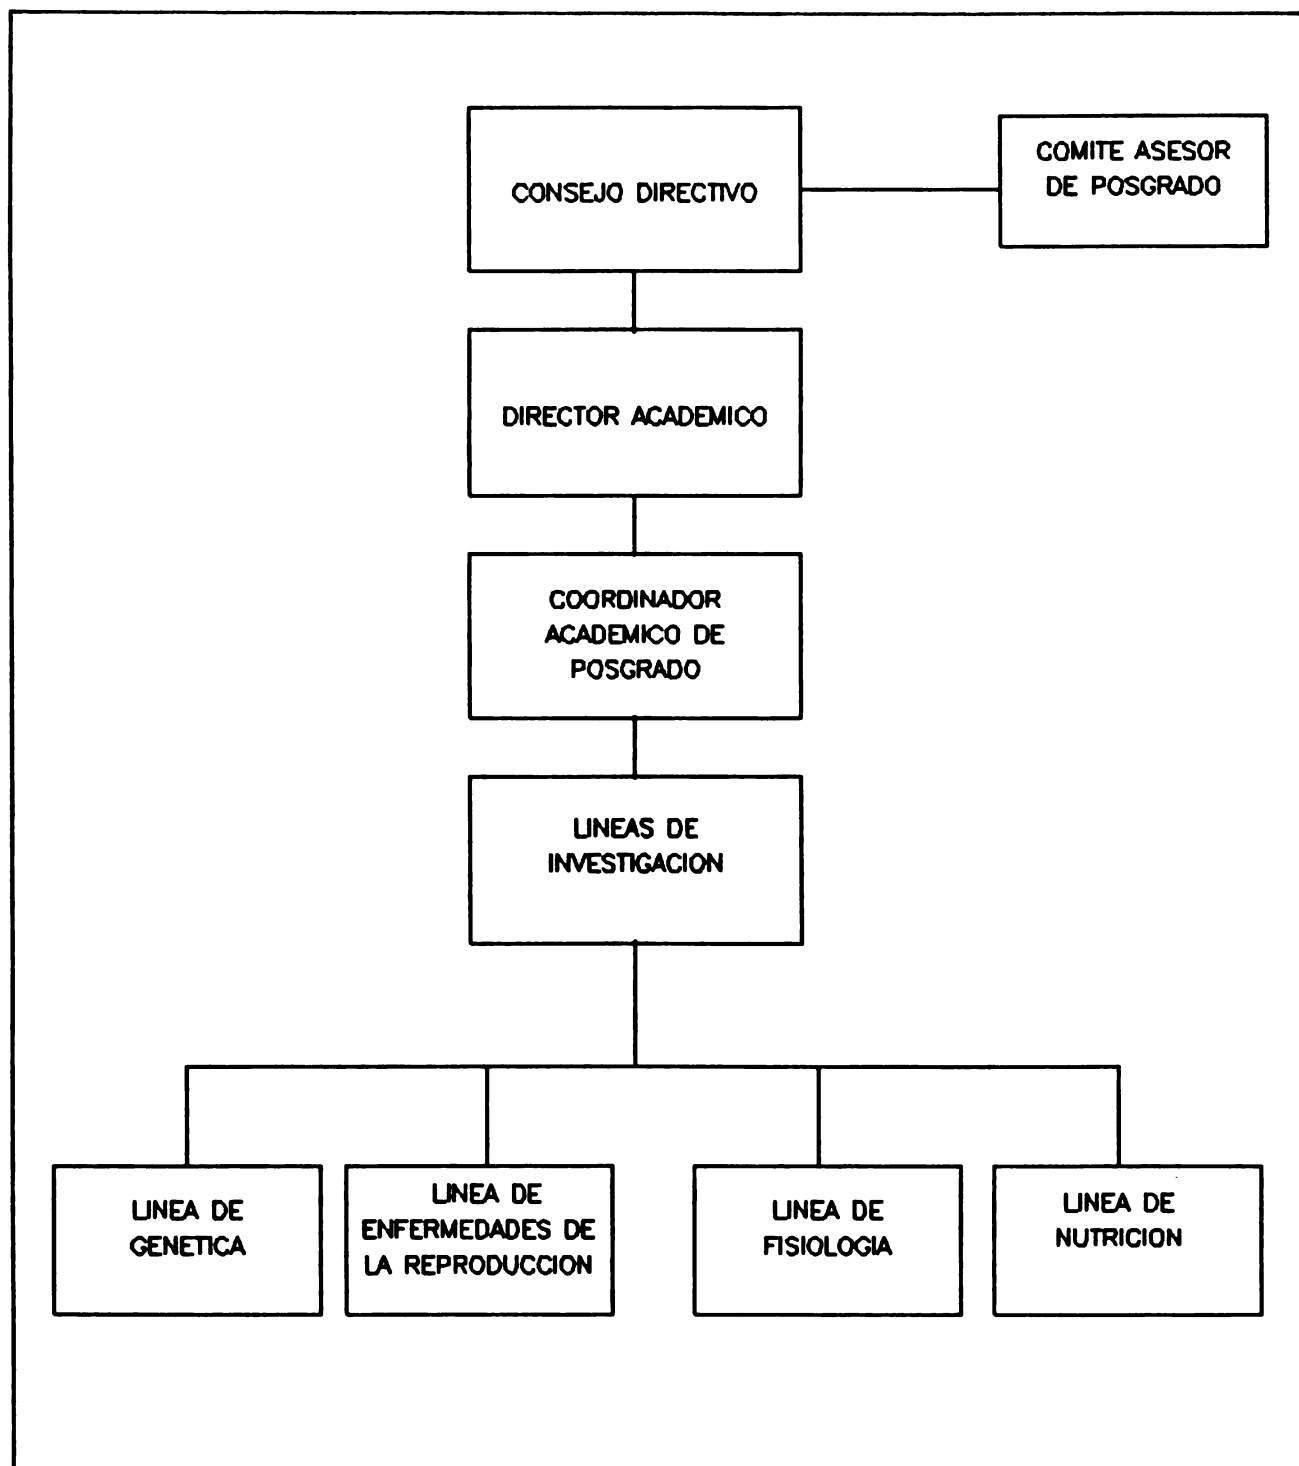 CONSEJO DIRECTIVO
COMITE ASESOR
DE POSGRADO
DIRECTOR ACADEMICO
COORDINADOR
ACADEMICO DE
POSGRADO
LINEAS DE
INVESTIGACION
LINEA DE
GENETICA
LINEA DE
ENFERMEDADES DE
LA REPRODUCCION
LINEA DE
FISIOLOGIA
LINEA DE
NUTRICION